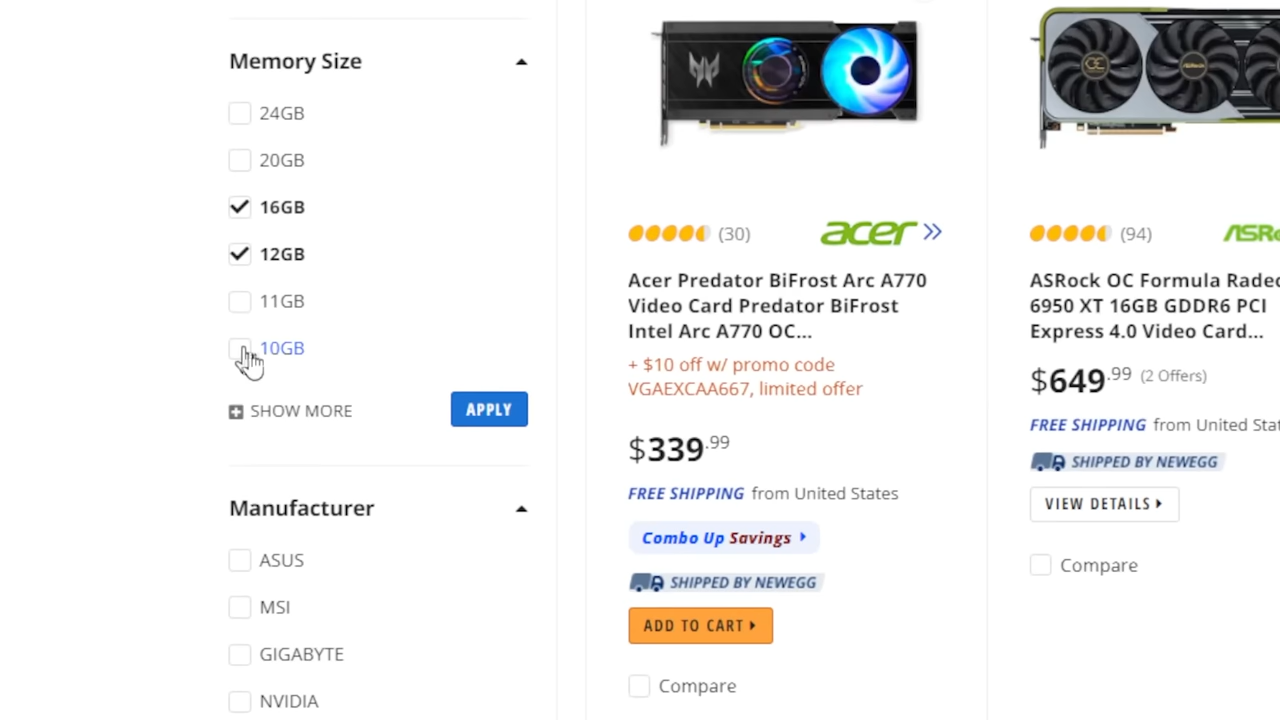 Memory Size
24GB
20GB
16GB
12GB
11GB
10GB
SHOW MORE
APPLY
Manufacturer
ASUS
MSI
GIGABYTE
NVIDIA
(30)
acer
Acer Predator BiFrost Arc A770
Video Card Predator BiFrost
Intel Arc A770 OC...
+ $10 off w/ promo code
VGAEXCAA667, limited offer
$339.99
FREE SHIPPING from United States
Combo Up Savings
SHIPPED BY NEWEGG
ADD TO CART
Compare
(94)
ASRo
ASRock OC Formula Radeo
6950 XT 16GB GDDR6 PCI
Express 4.0 Video Card...
$649.99 (2 Offers)
FREE SHIPPING from United Stat
SHIPPED BY NEWEGG
VIEW DETAILS
Compare